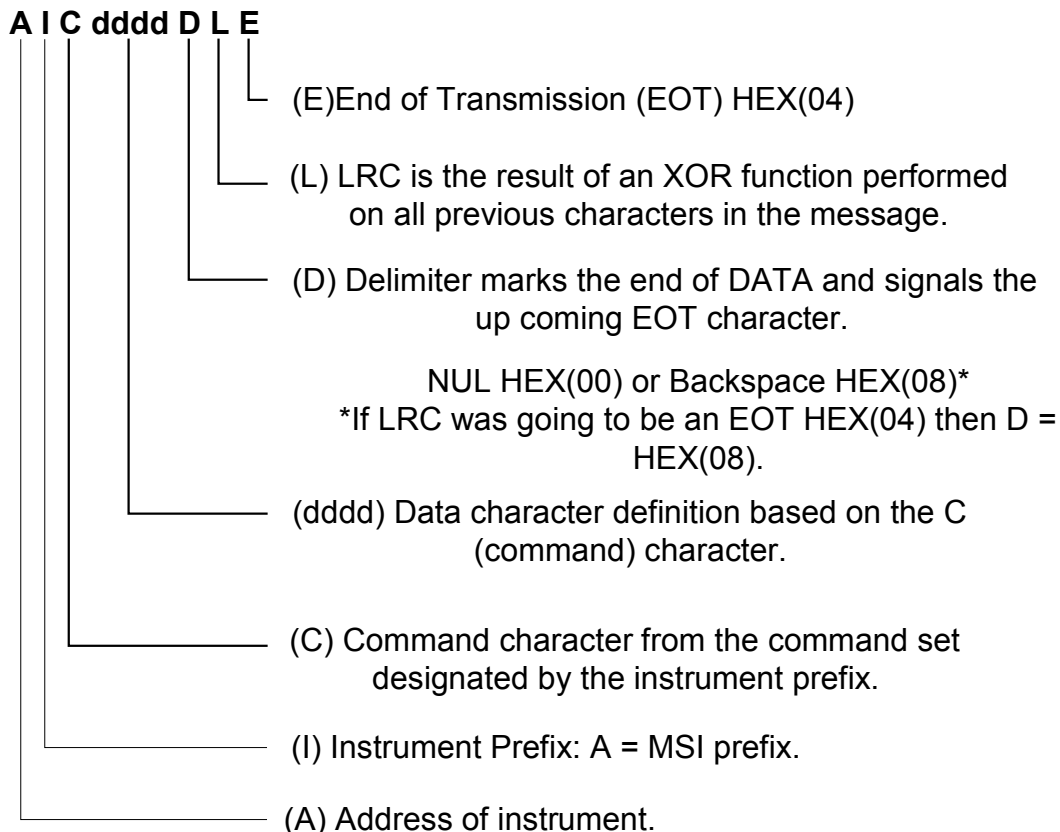 A I C dddd D L E
(E)End of Transmission (EOT) HEX(04)
(L) LRC is the result of an XOR function performed
on all previous characters in the message.
(D) Delimiter marks the end of DATA and signals the
up coming EOT character.
NUL HEX(00) or Backspace HEX(08)*
*If LRC was going to be an EOT HEX(04) then D =
HEX(08).
(dddd) Data character definition based on the C
(command) character.
(C) Command character from the command set
designated by the instrument prefix.
(I) Instrument Prefix: A = MSI prefix.
(A) Address of instrument.